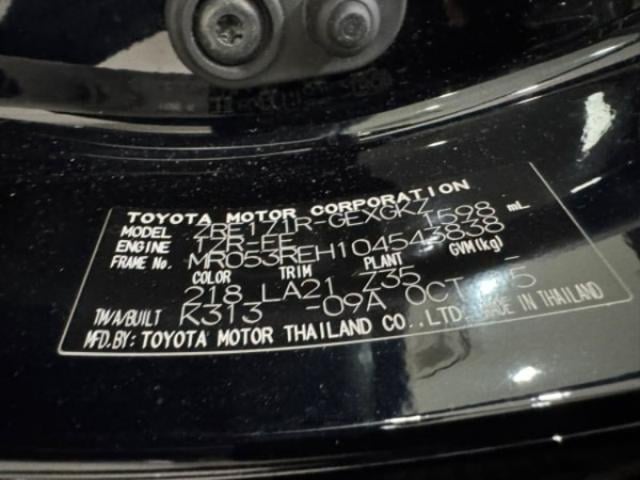 TOYOTA MOTOR CORPORATION
MODEL ZRE171R-GEXGKZ
ENGINE 1ZR-FE 1598 mL
FRAME No. MR053REH104543838
COLOR TRIM PLANT GVM(kg)
218 LA21 Z35 -
TM/A/BUILT K313 -09A OCT
MADE IN THAILAND
MFD.BY: TOYOTA MOTOR THAILAND CO.,LTD.